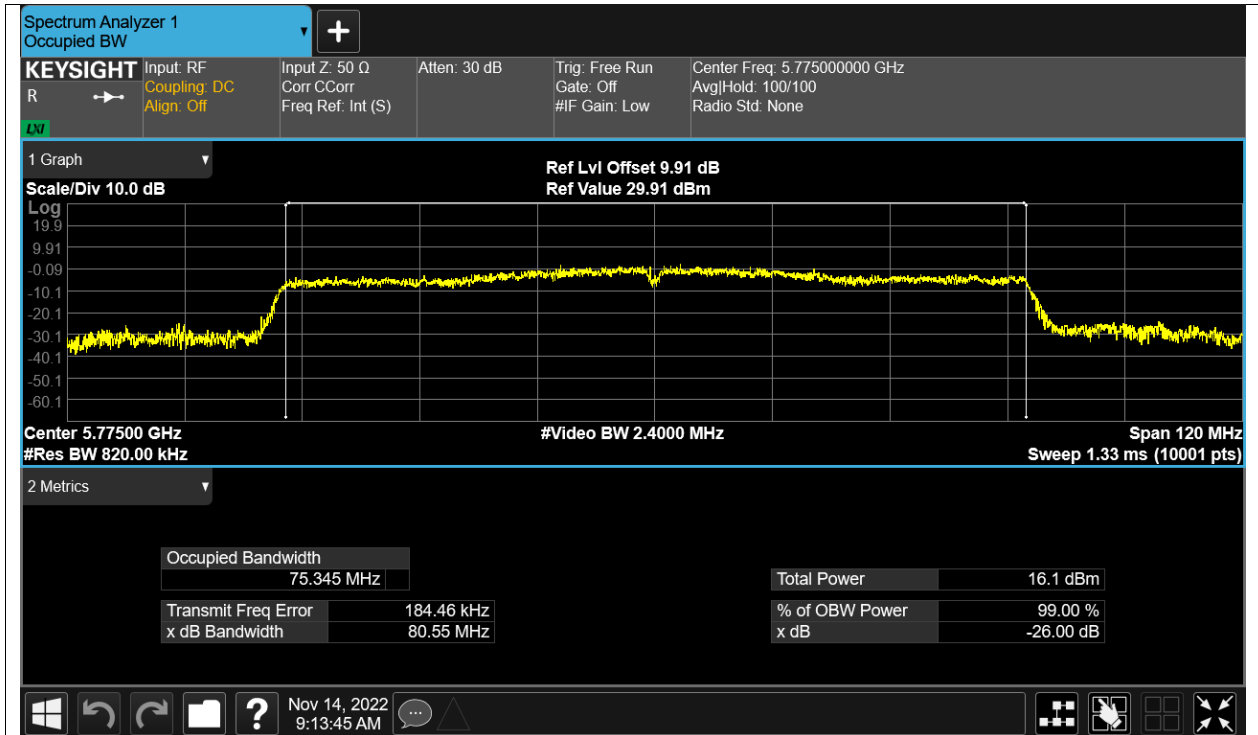 Spectrum Analyzer 1
Occupied BW
KEYSIGHT
R
LXI
Input: RF
Coupling: DC
Align: Off
Input Z: 50 Ω
Corr CCorr
Freq Ref: Int (S)
Atten: 30 dB
Trig: Free Run
Gate: Off
#IF Gain: Low
Center Freq: 5.775000000 GHz
Avg|Hold: 100/100
Radio Std: None
1 Graph
Scale/Div 10.0 dB
Ref Lvl Offset 9.91 dB
Ref Value 29.91 dBm
Log
19.9
9.91
-0.09
-10.1
-20.1
-30.1
-40.1
-50.1
-60.1
Center 5.77500 GHz
#Res BW 820.00 kHz
#Video BW 2.4000 MHz
Span 120 MHz
Sweep 1.33 ms (10001 pts)
2 Metrics
Occupied Bandwidth
75.345 MHz
Transmit Freq Error 184.46 kHz
x dB Bandwidth 80.55 MHz
Total Power 16.1 dBm
% of OBW Power 99.00 %
x dB -26.00 dB
?
Nov 14, 2022
9:13:45 AM